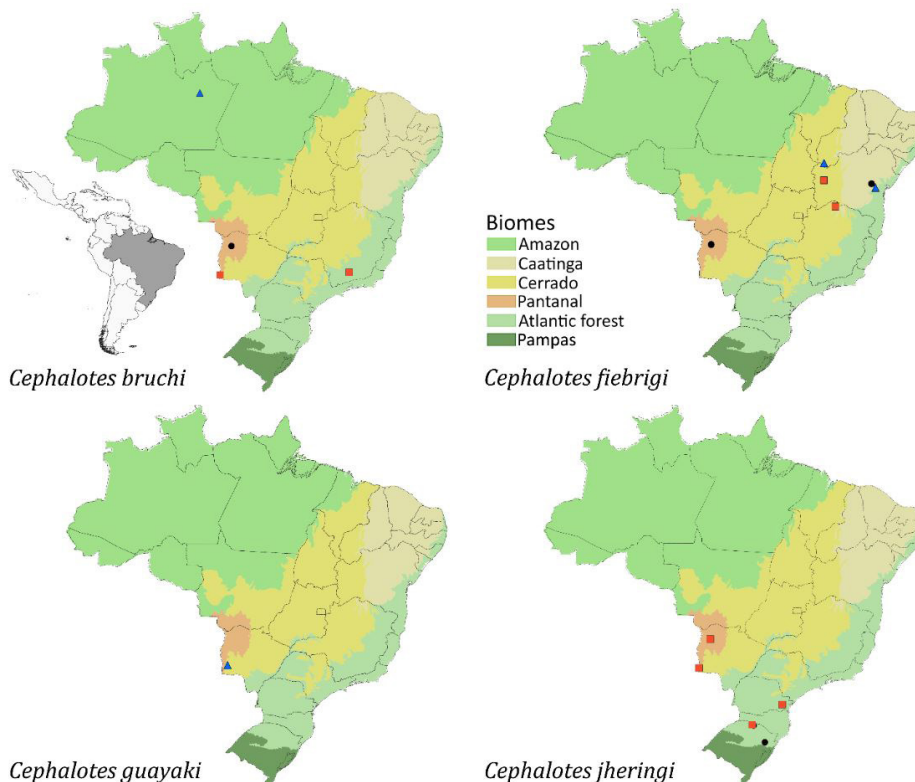 Biomes
Amazon
Caatinga
Cerrado
Pantanal
Atlantic forest
Pampas
Cephalotes bruchi
Cephalotes fiebrigi
Cephalotes guayaki
Cephalotes jheringi